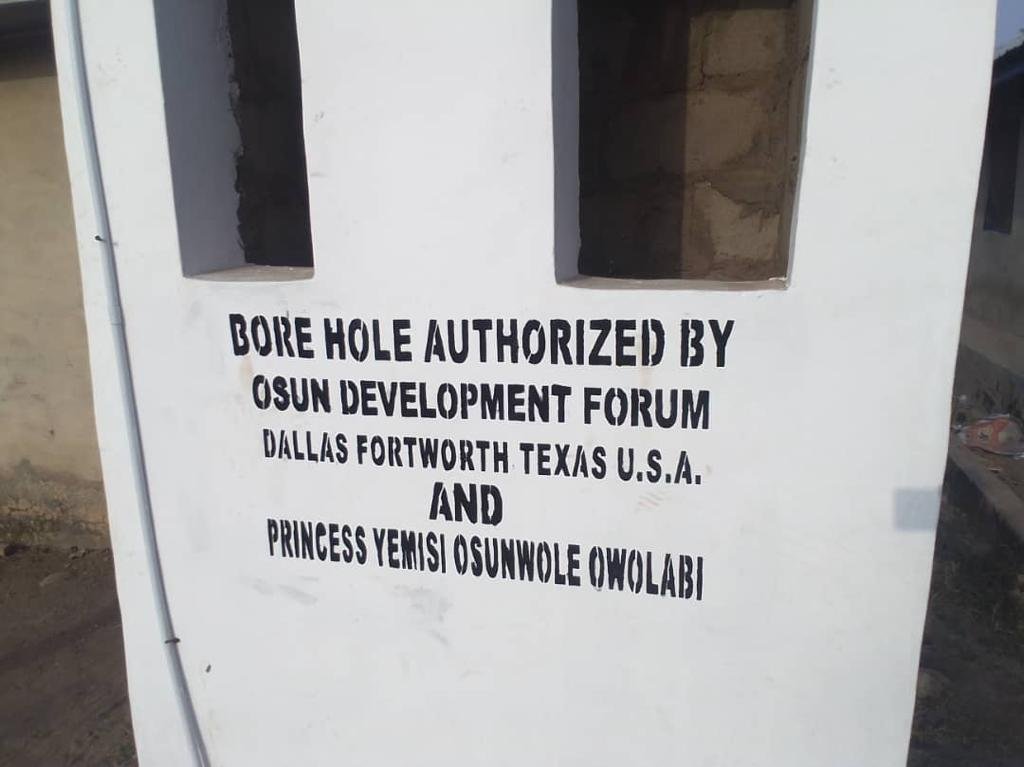 BORE HOLE AUTHORIZED BY
OSUN DEVELOPMENT FORUM
DALLAS FORTWORTH TEXAS U.S.A.
AND
PRINCESS YEMISI OSUNWOLE OWOLABI